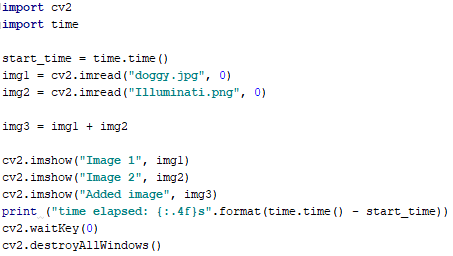 import cv2
import time
start_time = time.time()
img1 = cv2.imread("doggy.jpg", 0)
img2 = cv2.imread("Illuminati.png", 0)
img3 = img1 + img2
cv2.imshow("Image 1", img1)
cv2.imshow("Image 2", img2)
cv2.imshow("Added image", img3)
print ("time elapsed: {:.4f}s".format(time.time() - start_time))
cv2.waitKey(0)
cv2.destroyAllWindows()